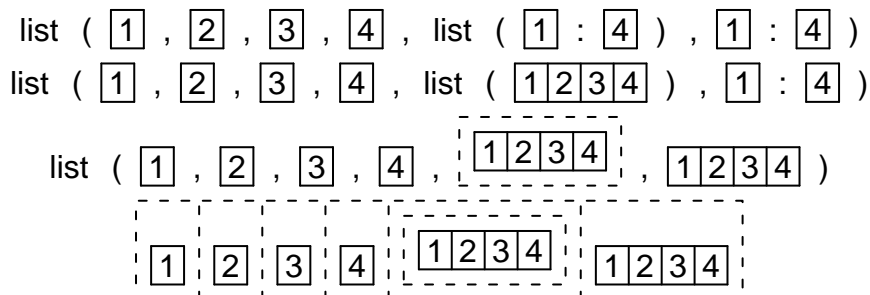 list ( 1 , 2 , 3 , 4 , list ( 1 : 4 ) , 1 : 4 )
list ( 1 , 2 , 3 , 4 , list ( 1 2 3 4 ) , 1 : 4 )
list ( 1 , 2 , 3 , 4 , 1 2 3 4 , 1 2 3 4 )
1 2 3 4 1 2 3 4 1 2 3 4